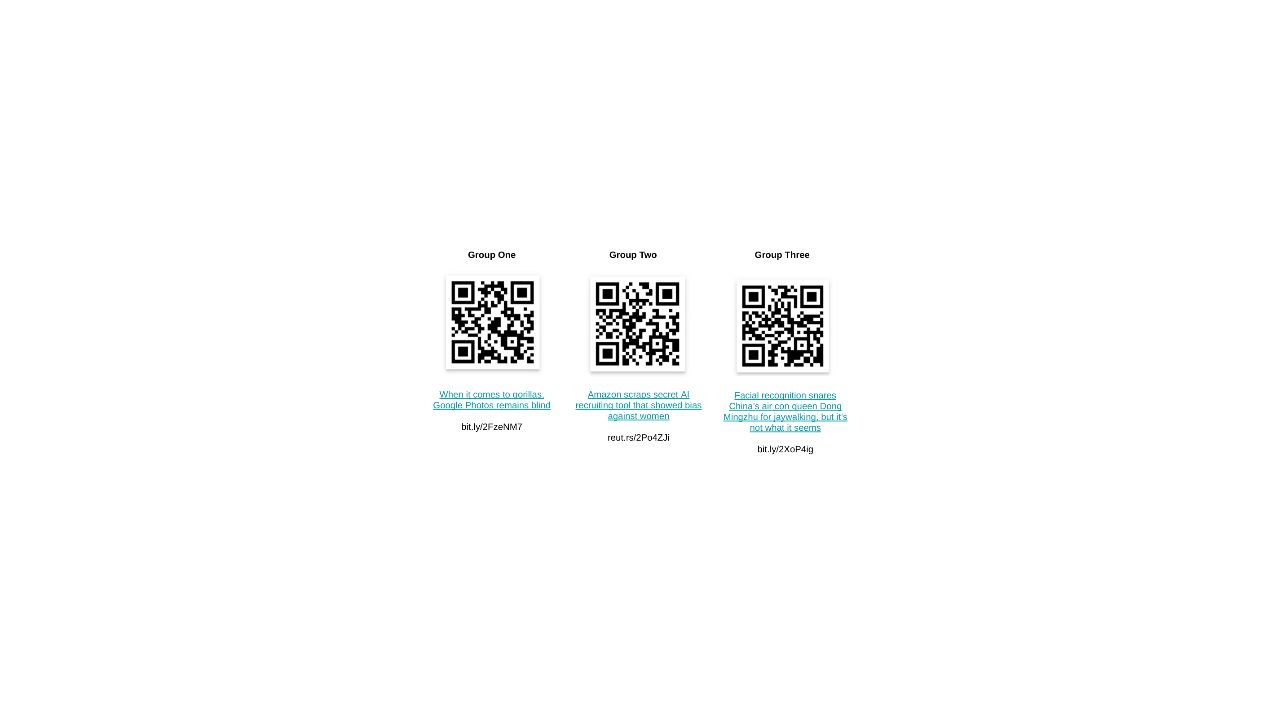 Group One
Group Two
Group Three
When it comes to gorillas,
Google Photos remains blind
bit.ly/2FzeNM7
Amazon scraps secret AI
recruiting tool that showed bias
against women
reut.rs/2Po4ZJi
Facial recognition snares
China's air con queen Dong
Mingzhu for jaywalking, but it's
not what it seems
bit.ly/2XoP4ig